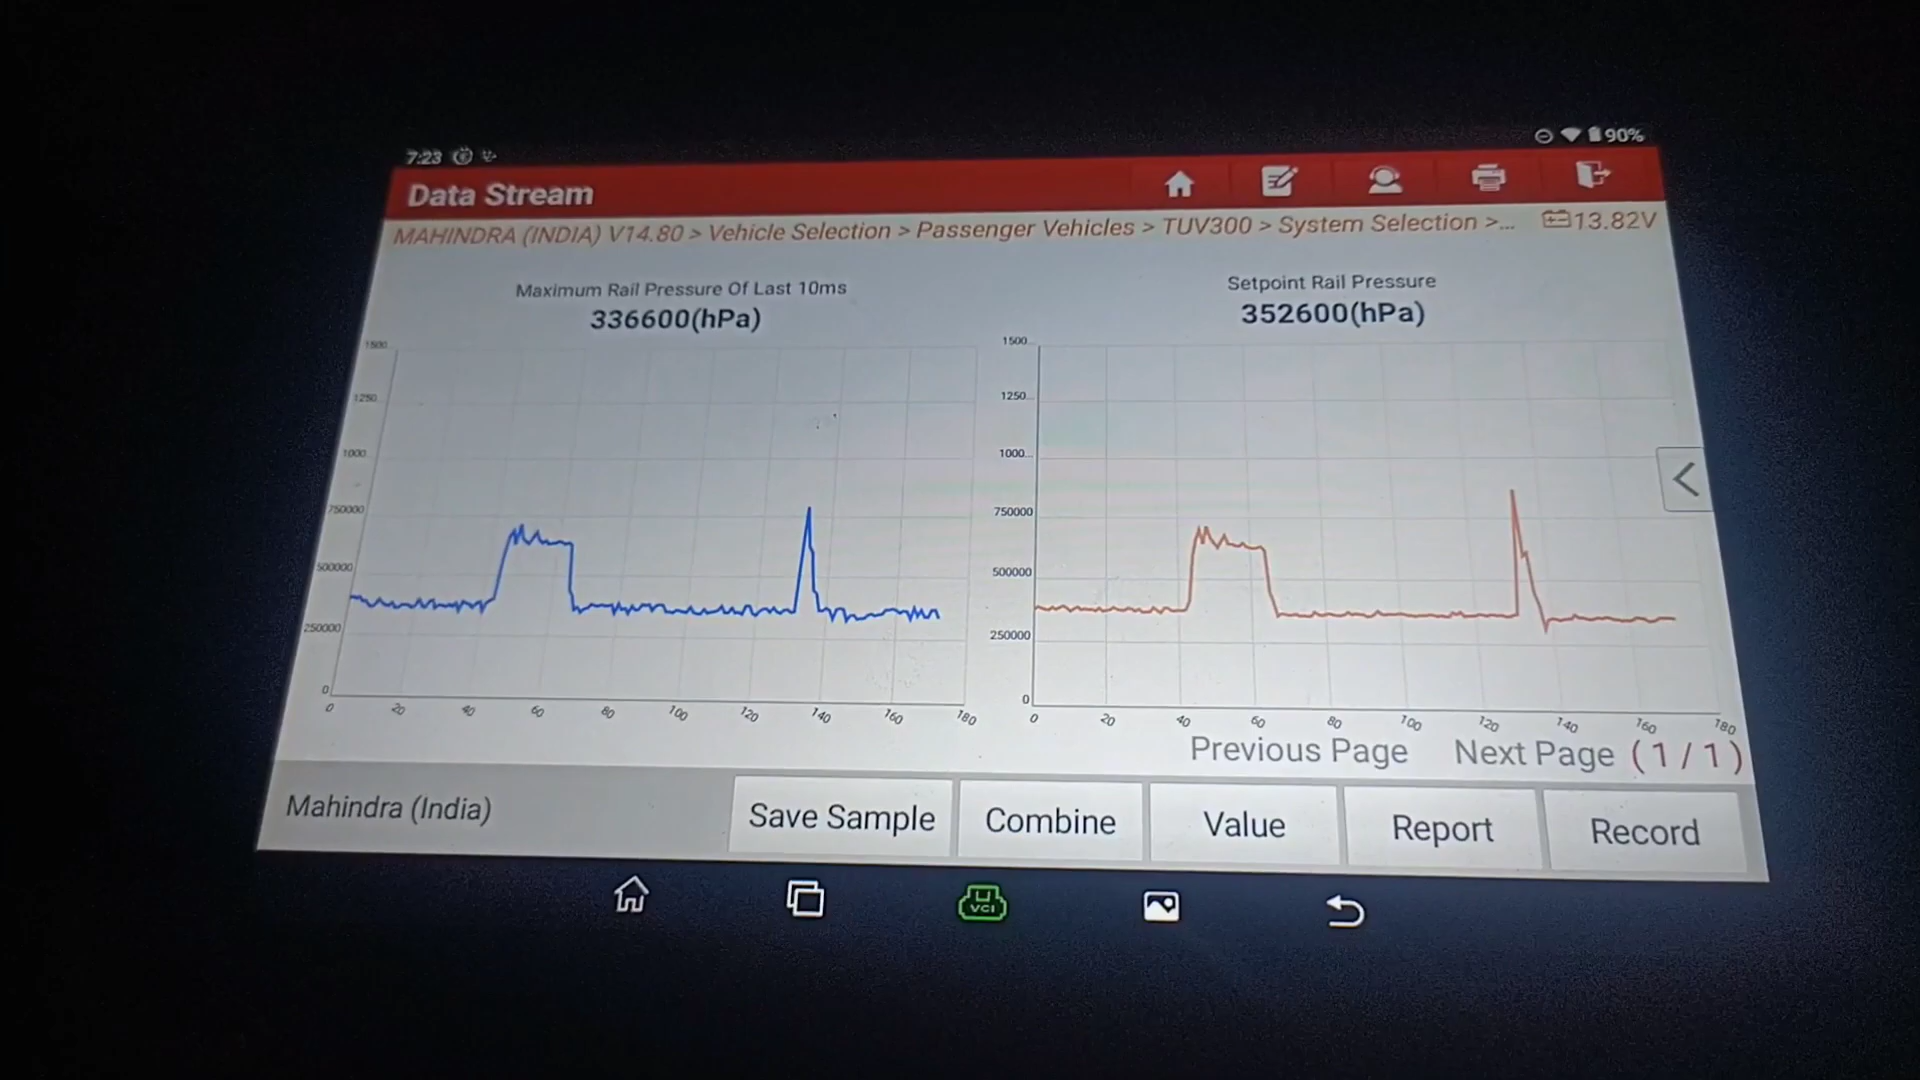 7:23
90%
Data Stream
MAHINDRA (INDIA) V14.80 > Vehicle Selection > Passenger Vehicles > TUV300 > System Selection >... 13.82V
Maximum Rail Pressure Of Last 10ms
336600(hPa)
1500...
1250...
1000...
750000
500000
250000
0
0 20 40 60 80 100 120 140 160 180
Setpoint Rail Pressure
352600(hPa)
1500...
1250...
1000...
750000
500000
250000
0
0 20 40 60 80 100 120 140 160 180
Previous Page Next Page (1/1)
Mahindra (India) Save Sample Combine Value Report Record
VCI